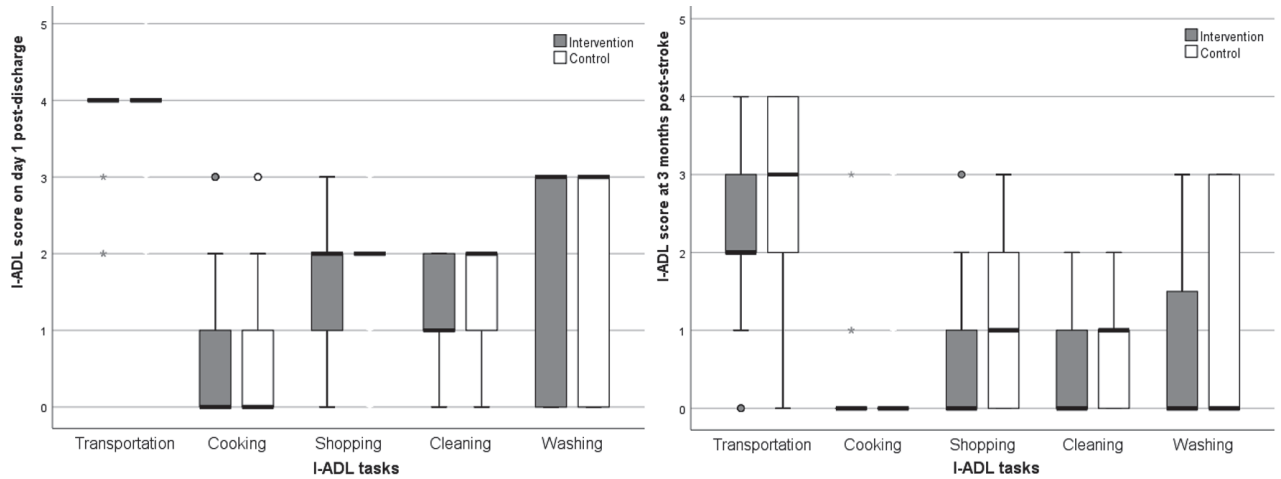 I-ADL score on day 1 post-discharge
5
4
3
2
1
0
Intervention
Control
Transportation Cooking Shopping Cleaning Washing
I-ADL tasks
I-ADL score at 3 months post-stroke
5
4
3
2
1
0
Intervention
Control
Transportation Cooking Shopping Cleaning Washing
I-ADL tasks